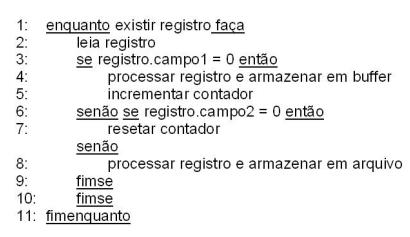 1: enquanto existir registro faça
2: leia registro
3: se registro.campo1 = 0 então
4: processar registro e armazenar em buffer
5: incrementar contador
6: senão se registro.campo2 = 0 então
7: resetar contador
senão
8: processar registro e armazenar em arquivo
9: fimse
10: fimse
11: fimenquanto